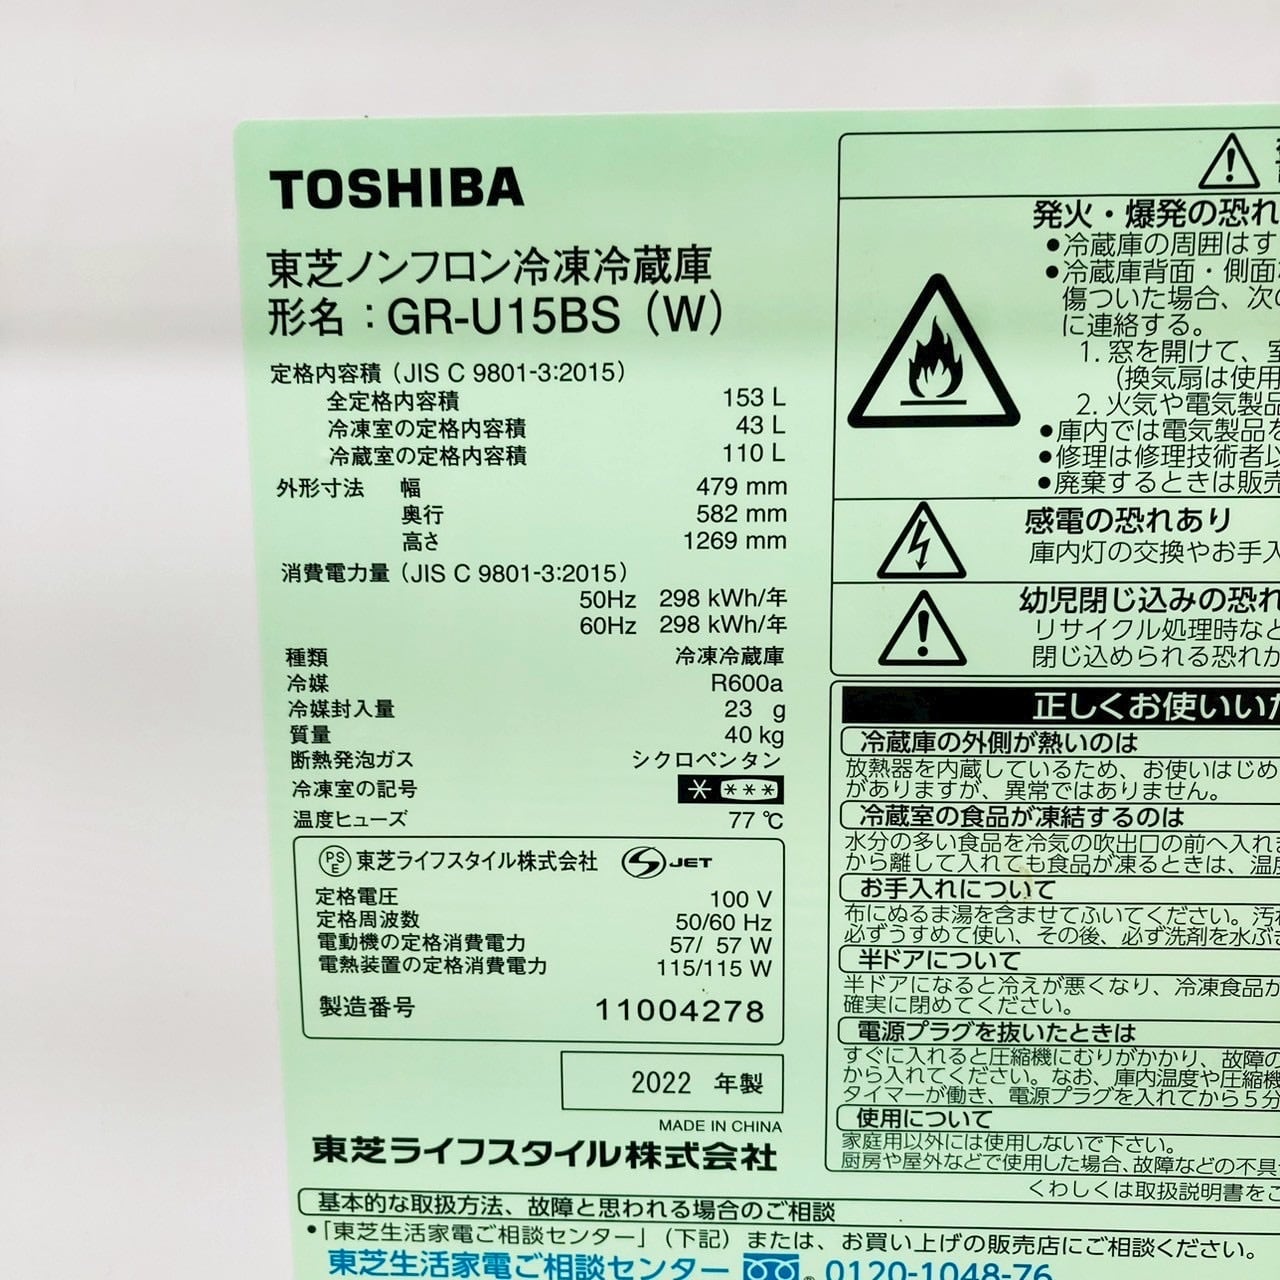 TOSHIBA
東芝ノンフロン冷凍冷蔵庫
形名：GR-U15BS（W）
定格内容積（JIS C 9801-3:2015）
全定格内容積 153 L
冷凍室の定格内容積 43 L
冷蔵室の定格内容積 110 L
外形寸法 幅 479 mm
奥行 582 mm
高さ 1269 mm
消費電力量（JIS C 9801-3:2015）
50Hz 298 kWh/年
60Hz 298 kWh/年
種類 冷凍冷蔵庫
冷媒 R600a
冷媒封入量 23 g
質量 40 kg
断熱発泡ガス シクロペンタン
冷凍室の記号 * ***
温度ヒューズ 77 ℃
PSE 東芝ライフスタイル株式会社 JET
定格電圧 100 V
定格周波数 50/60 Hz
電動機の定格消費電力 57/ 57 W
電熱装置の定格消費電力 115/115 W
製造番号 11004278
2022 年製
MADE IN CHINA
東芝ライフスタイル株式会社
発火・爆発の恐れ
●冷蔵庫の周囲はす
●冷蔵庫背面・側面
傷ついた場合、次の
に連絡する。
1. 窓を開けて、
(換気扇は使用
2. 火気や電気製品
●庫内では電気製品を
●修理は修理技術者以
●廃棄するときは販売
感電の恐れあり
庫内灯の交換やお手入
幼児閉じ込みの恐れ
リサイクル処理時など
閉じ込められる恐れが
正しくお使いいた
冷蔵庫の外側が熱いのは
放熱器を内蔵しているため、お使いはじめ
がありますが、異常ではありません。
冷蔵室の食品が凍結するのは
水分の多い食品を冷気の吹出口の前へ入れ
から離して入れても食品が凍るときは、温度
お手入れについて
布にぬるま湯を含ませてふいてください。汚れ
必ずうすめて使い、その後、必ず洗剤を水ぶき
半ドアについて
半ドアになると冷えが悪くなり、冷凍食品が
確実に閉めてください。
電源プラグを抜いたときは
すぐに入れると圧縮機にむりがかかり、故障の
から入れてください。なお、庫内温度や圧縮機
タイマーが働き、電源プラグを入れてから5分
使用について
家庭用以外には使用しないで下さい。
厨房や屋外などで使用した場合、故障などの不具合
くわしくは取扱説明書をご
基本的な取扱方法、故障と思われる場合のご相談
•「東芝生活家電ご相談センター」（下記）または、お買い上げの販売店にご相談ください。
東芝生活家電ご相談センター 0120-1048-76